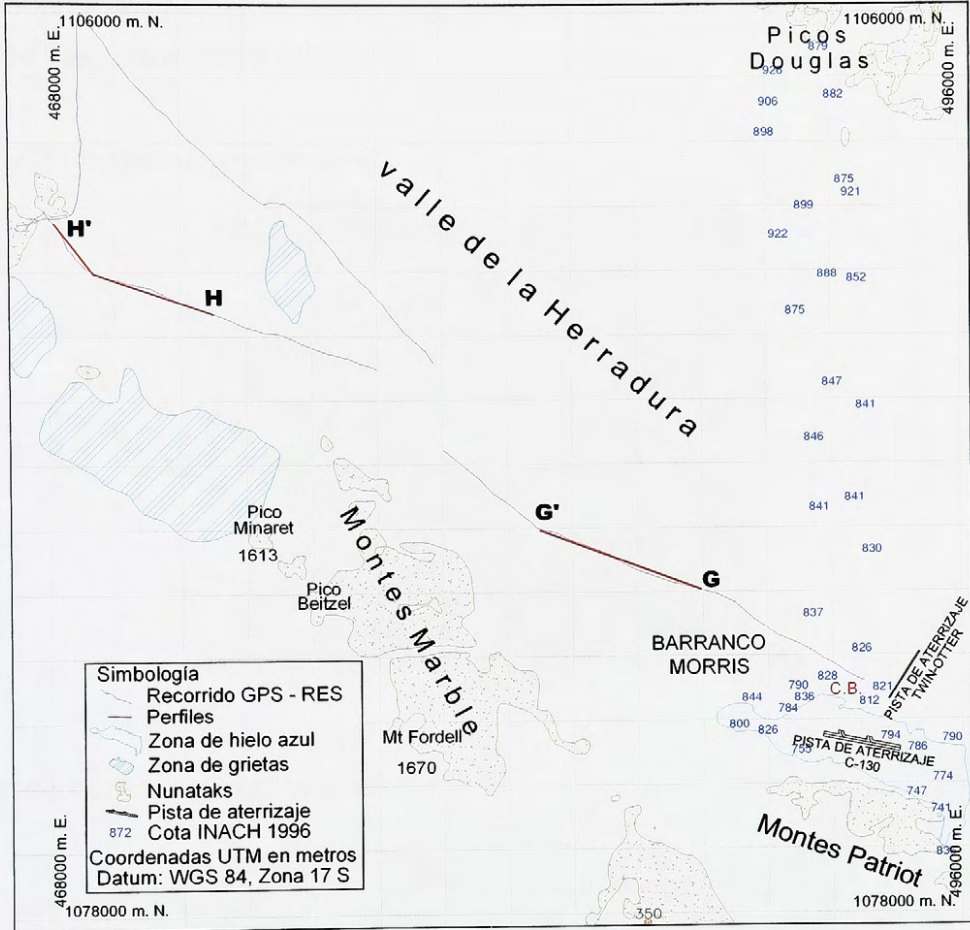 1106000 m. N.
1106000 m. N.
468000 m. E.
496000 m. E.
Picos
Douglas
879
926
882
906
898
valle de la Herradura
875
921
899
922
H'
888
852
H
875
847
841
846
841
841
G'
830
Pico
Minaret
1613
Montes Marble
Pico
Beitzel
G
837
BARRANCO
MORRIS
826
PISTA DE ATERRIZAJE
TWIN-OTTER
828
821
790
C.B.
844
836
812
784
800
826
794
790
755
786
PISTA DE ATERRIZAJE
C-130
Mt Fordell
1670
774
747
741
Montes Patriot
Simbología
Recorrido GPS - RES
Perfiles
Zona de hielo azul
Zona de grietas
Nunataks
Pista de aterrizaje
872 Cota INACH 1996
Coordenadas UTM en metros
Datum: WGS 84, Zona 17 S
468000 m. E.
496000 m. E.
1078000 m. N.
1078000 m. N.
350